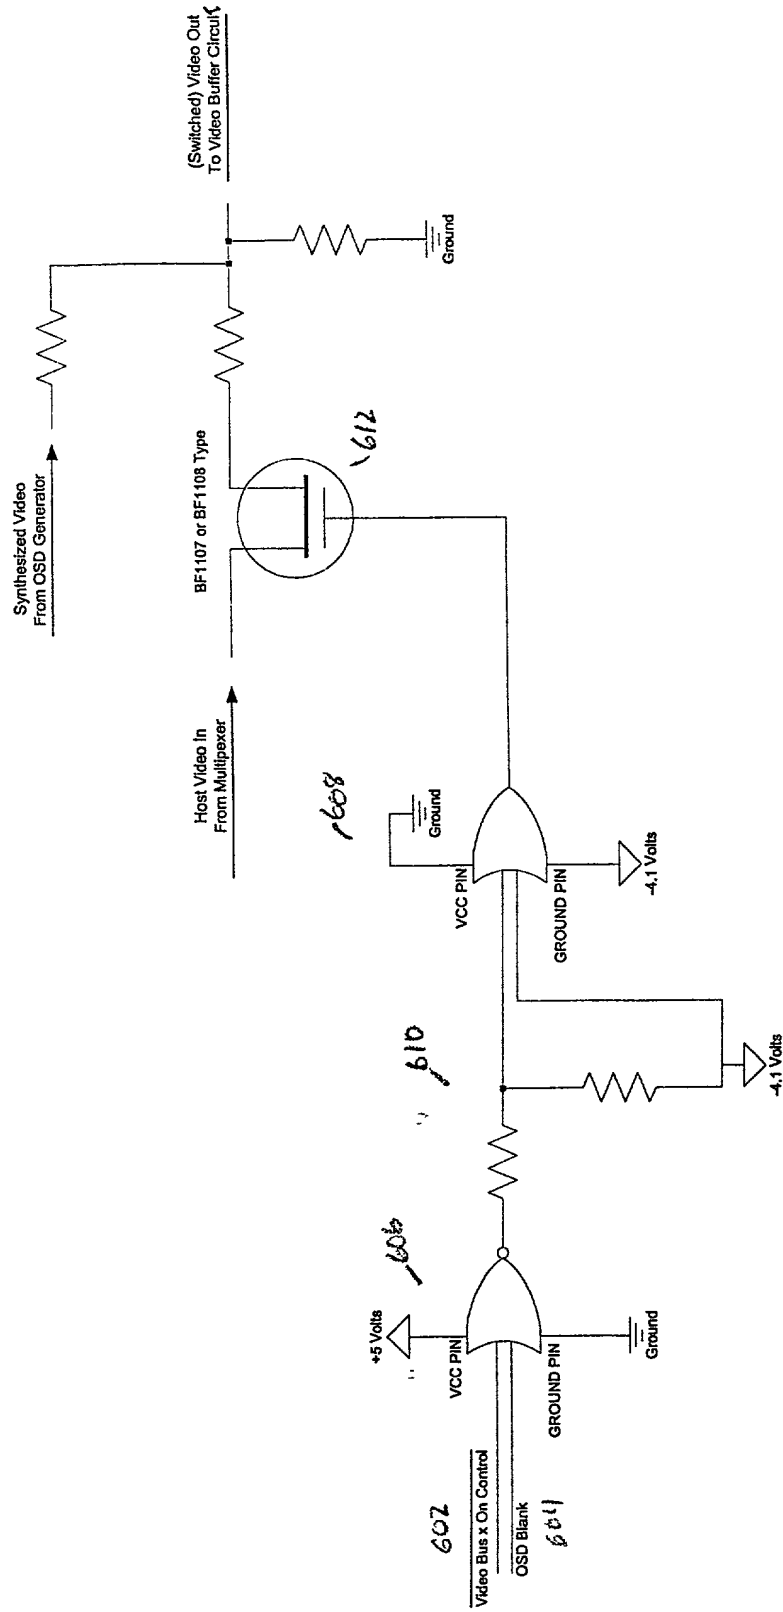 Synthesized Video
From OSD Generator
(Switched) Video Out
To Video Buffer Circuit
BF1107 or BF1108 Type
Host Video In
From Multipexer
612
608
Ground
Ground
VCC PIN
GROUND PIN
-4.1 Volts
610
-4.1 Volts
606
+5 Volts
VCC PIN
GROUND PIN
Ground
602
Video Bus x On Control
OSD Blank
604